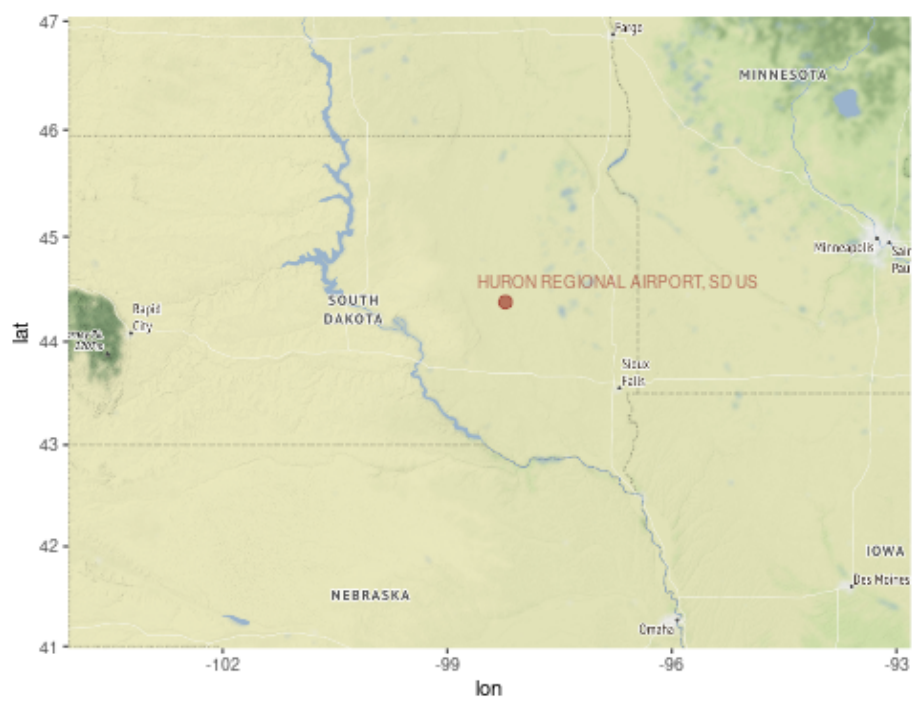 47
46
45
44
43
42
41
lat
Fargo
MINNESOTA
Minneapolis
HURON REGIONAL AIRPORT, SD US
SOUTH
DAKOTA
Rapid
City
Sioux
Falls
IOWA
Des Moines
NEBRASKA
Omaha
-102
-99
-96
-93
lon